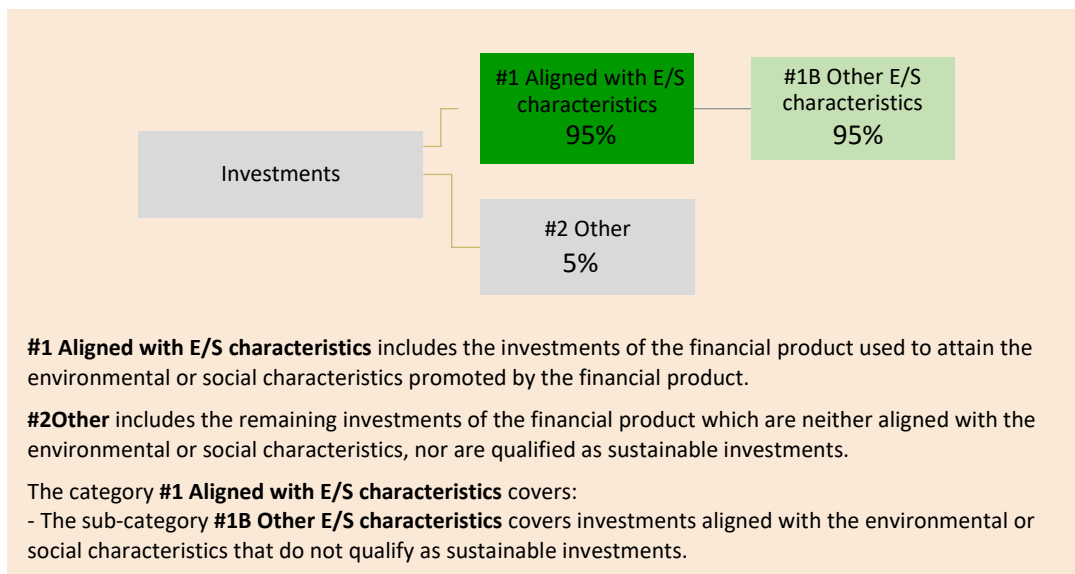 #1 Aligned with E/S
characteristics
95%
#1B Other E/S
characteristics
95%
Investments
#2 Other
5%
#1 Aligned with E/S characteristics includes the investments of the financial product used to attain the
environmental or social characteristics promoted by the financial product.
#2Other includes the remaining investments of the financial product which are neither aligned with the
environmental or social characteristics, nor are qualified as sustainable investments.
The category #1 Aligned with E/S characteristics covers:
- The sub-category #1B Other E/S characteristics covers investments aligned with the environmental or
social characteristics that do not qualify as sustainable investments.